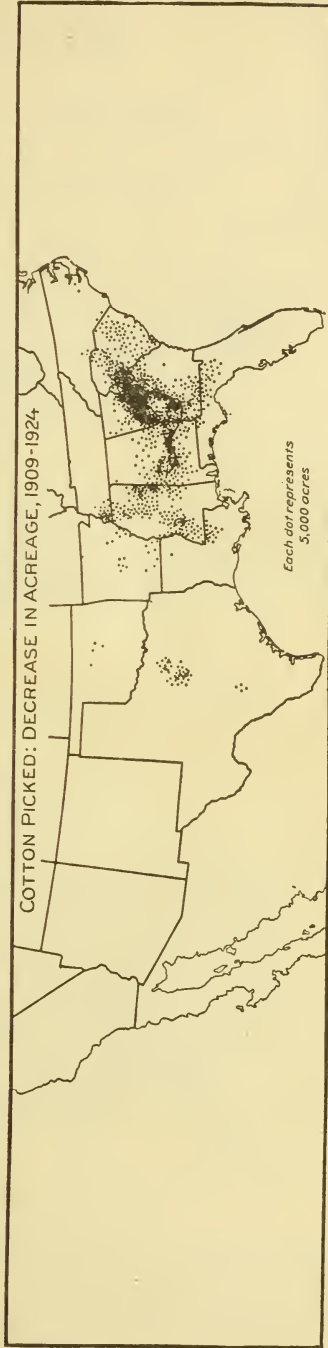 COTTON PICKED: DECREASE IN ACREAGE, 1909-1924
Each dot represents
5,000 acres